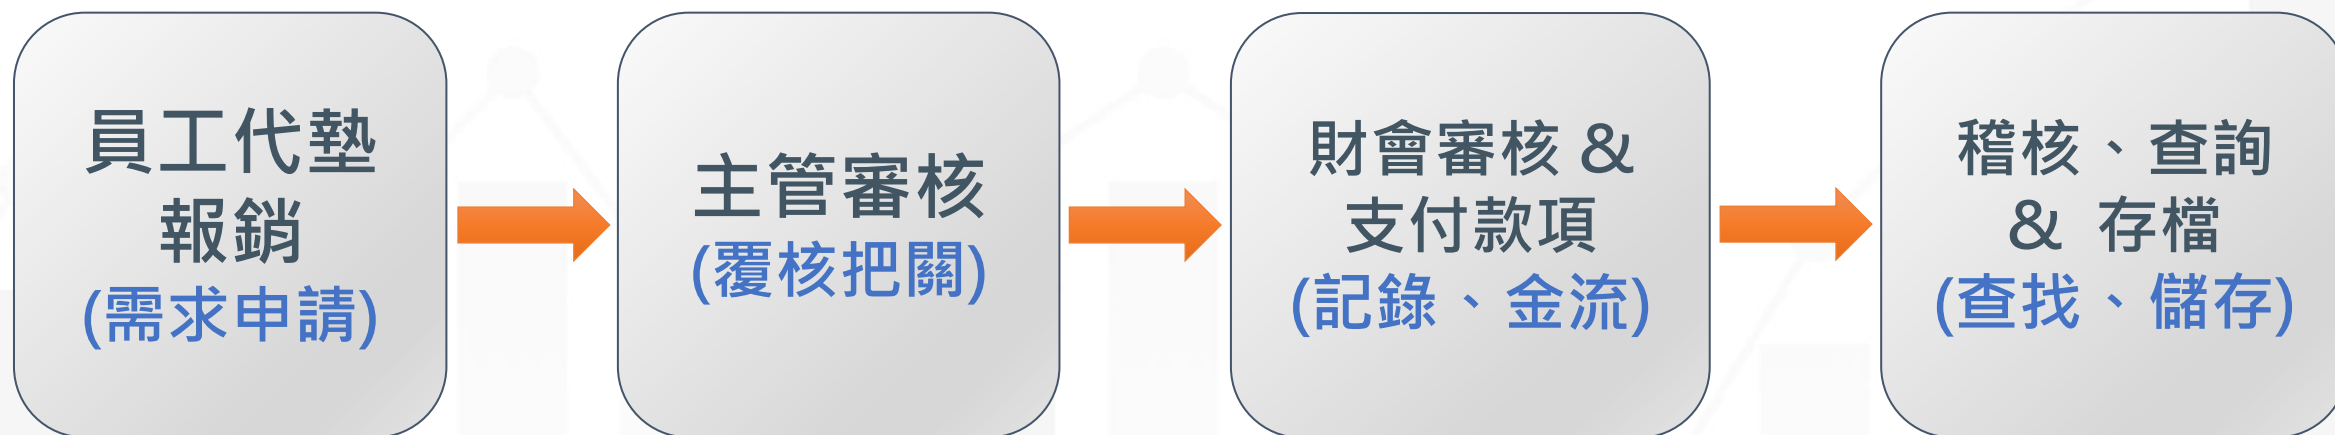 員工代墊
報銷
(需求申請)
主管審核
(覆核把關)
財會審核 &
支付款項
(記錄、金流)
稽核、查詢
& 存檔
(查找、儲存)